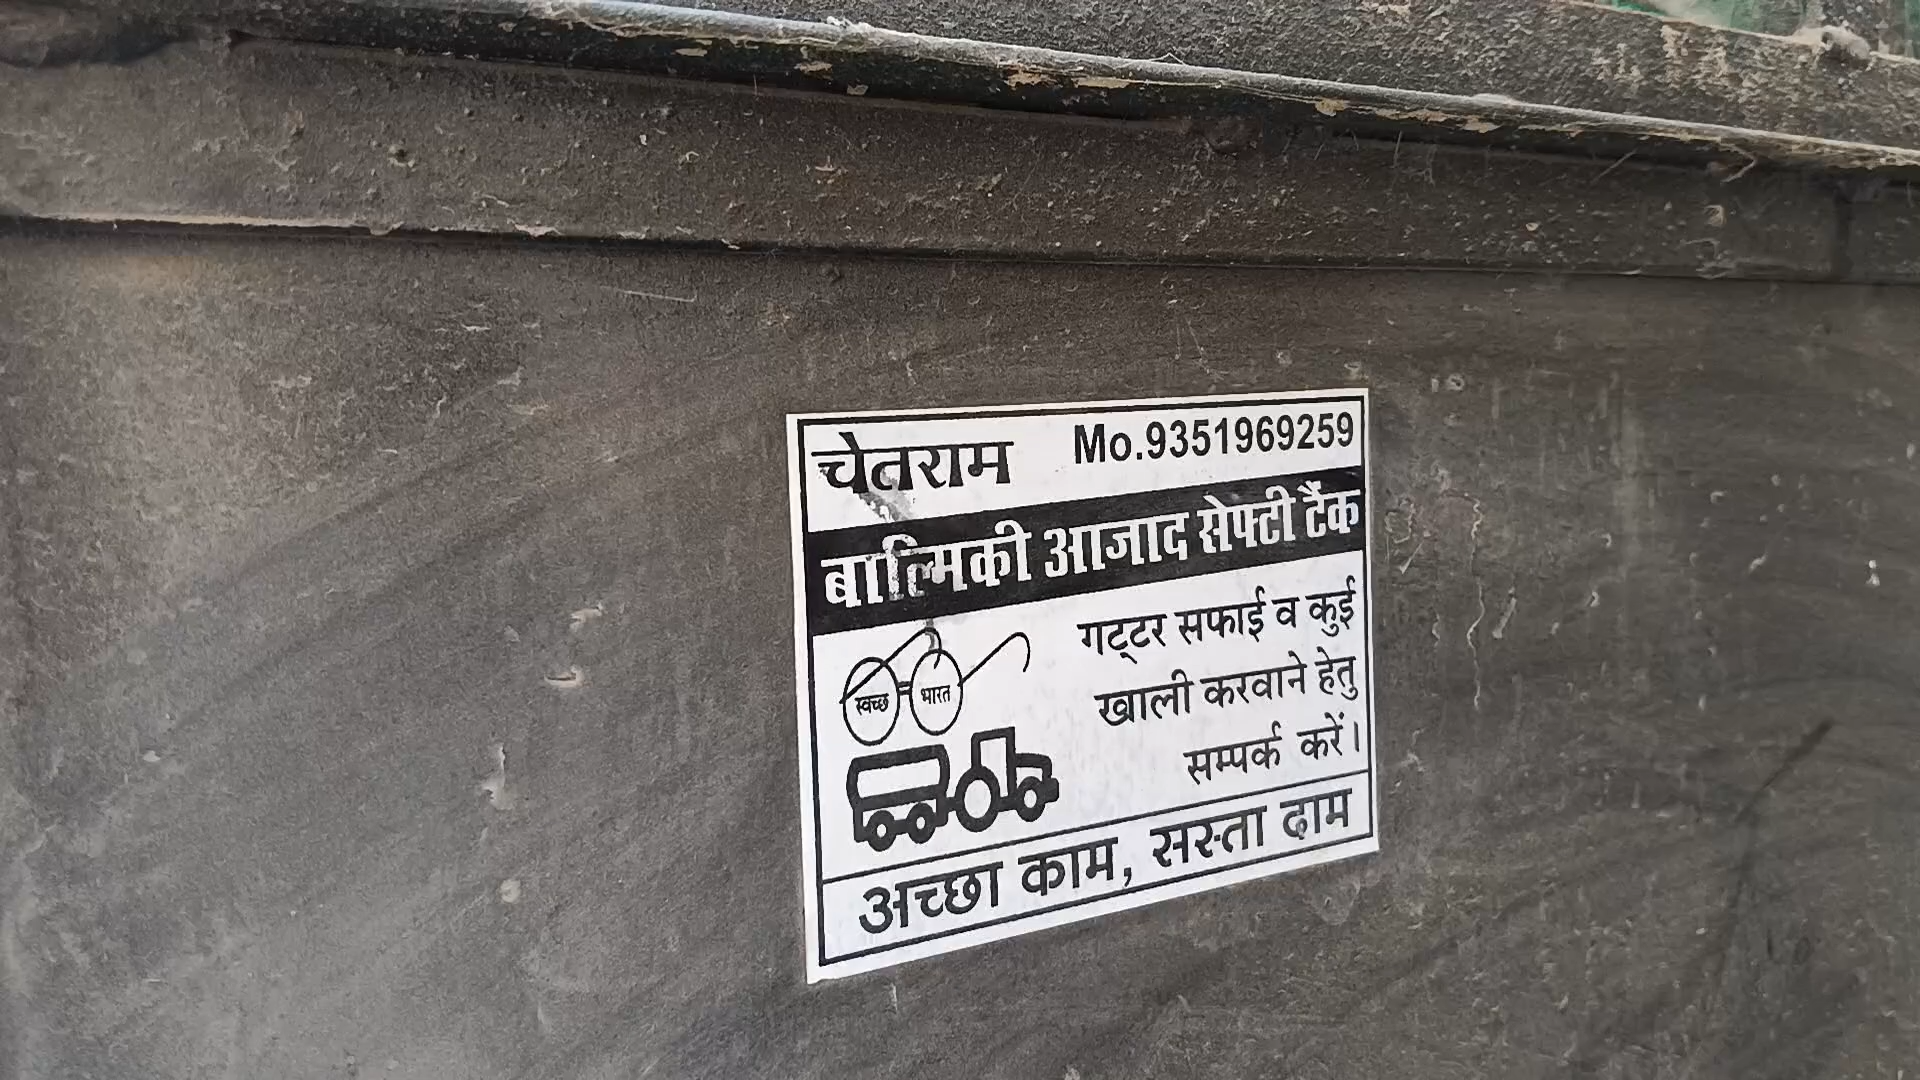 चेतराम Mo.9351969259
बाल्मिकी आजाद सेफ्टी टैंक
गट्टर सफाई व कुई
खाली करवाने हेतु
सम्पर्क करें।
स्वच्छ भारत
अच्छा काम, सस्ता दाम